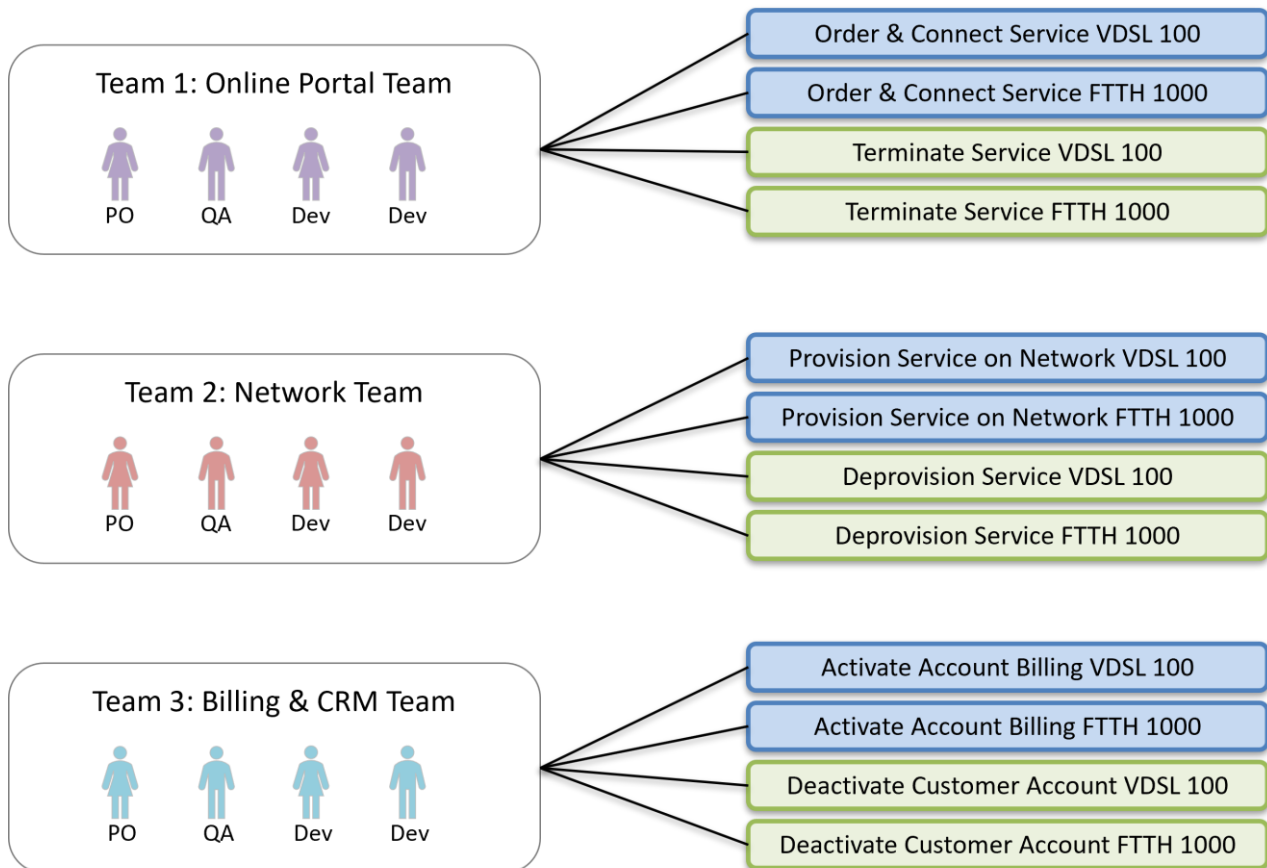 Team 1: Online Portal Team
PO QA Dev Dev
Order & Connect Service VDSL 100
Order & Connect Service FTTH 1000
Terminate Service VDSL 100
Terminate Service FTTH 1000
Team 2: Network Team
PO QA Dev Dev
Provision Service on Network VDSL 100
Provision Service on Network FTTH 1000
Deprovision Service VDSL 100
Deprovision Service FTTH 1000
Team 3: Billing & CRM Team
PO QA Dev Dev
Activate Account Billing VDSL 100
Activate Account Billing FTTH 1000
Deactivate Customer Account VDSL 100
Deactivate Customer Account FTTH 1000